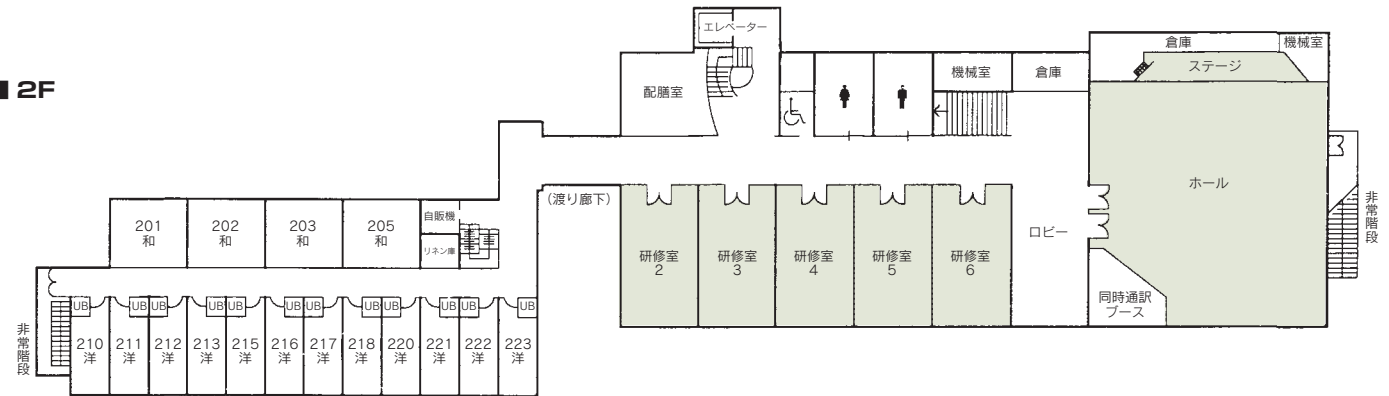 ■ 2F
エレベーター
倉庫
機械室
ステージ
配膳室
機械室
倉庫
ホール
非常階段
(渡り廊下)
201
和
202
和
203
和
205
和
自販機
リネン庫
研修室
2
研修室
3
研修室
4
研修室
5
研修室
6
ロビー
同時通訳
ブース
非常階段
UB
UB
UB
UB
UB
UB
UB
UB
UB
UB
UB
UB
210
洋
211
洋
212
洋
213
洋
215
洋
216
洋
217
洋
218
洋
220
洋
221
洋
222
洋
223
洋